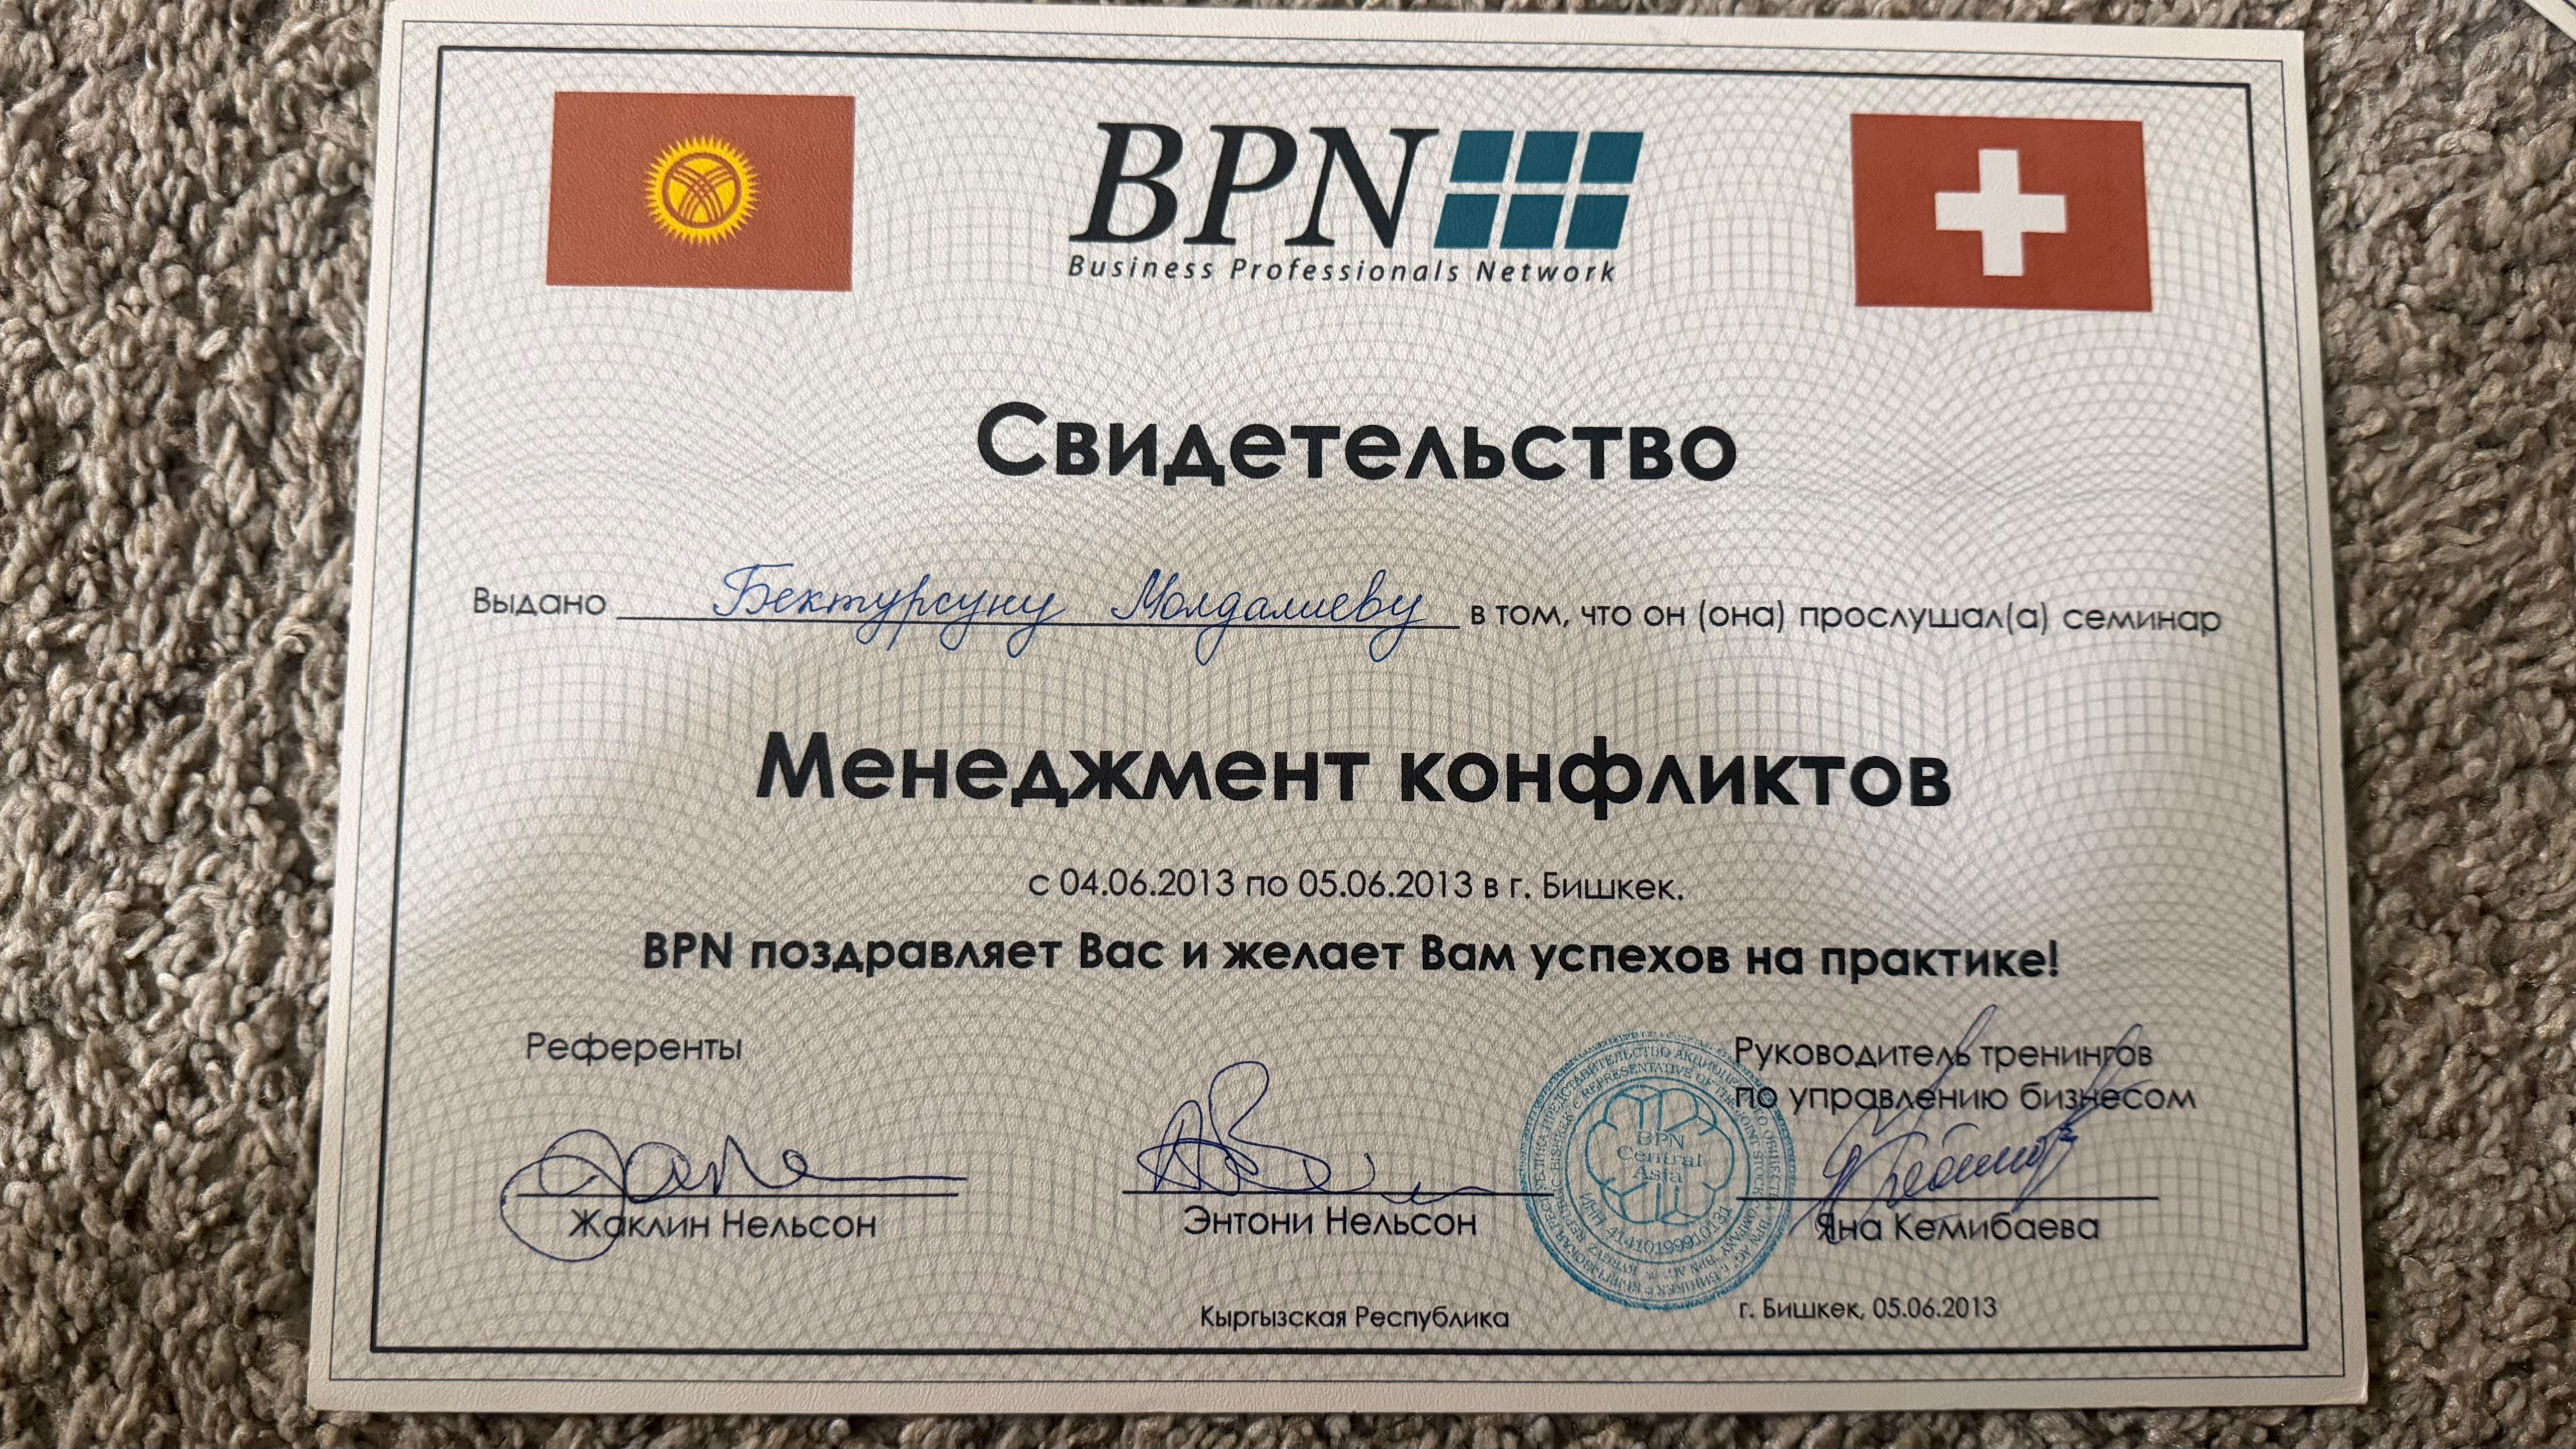 BPN
Business Professionals Network
Свидетельство
Выдано Бектурсуну Молдалиеву в том, что он (она) прослушал(а) семинар
Менеджмент конфликтов
с 04.06.2013 по 05.06.2013 в г. Бишкек.
BPN поздравляет Вас и желает Вам успехов на практике!
Референты
Руководитель тренингов
по управлению бизнесом
BPN
Central
Asia
Жаклин Нельсон
Энтони Нельсон
Яна Кемибаева
Кыргызская Республика
г. Бишкек, 05.06.2013